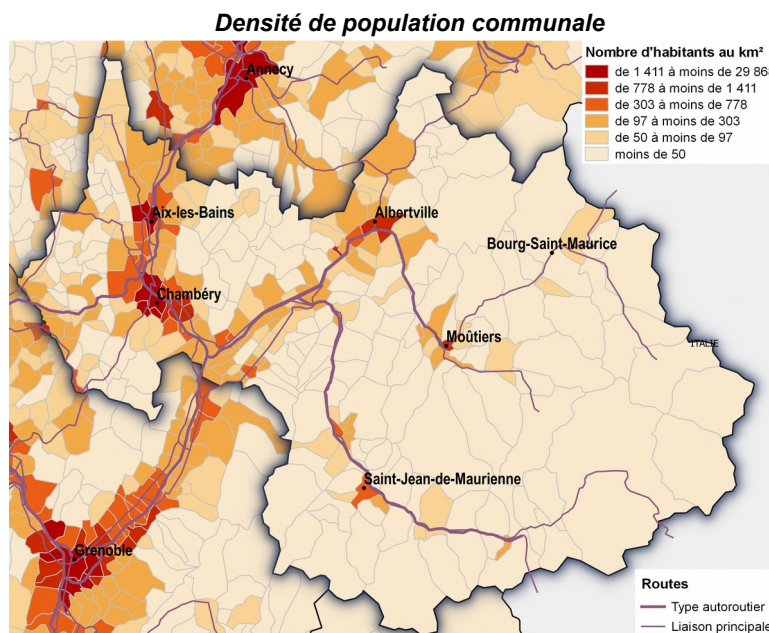 Densité de population communale
Nombre d'habitants au km²
de 1 411 à moins de 29 868
de 778 à moins de 1 411
de 303 à moins de 778
de 97 à moins de 303
de 50 à moins de 97
moins de 50
Annecy
Aix-les-Bains
Albertville
Bourg-Saint-Maurice
Chambéry
Moûtiers
ITALIE
Saint-Jean-de-Maurienne
Grenoble
Routes
Type autoroutier
Liaison principale